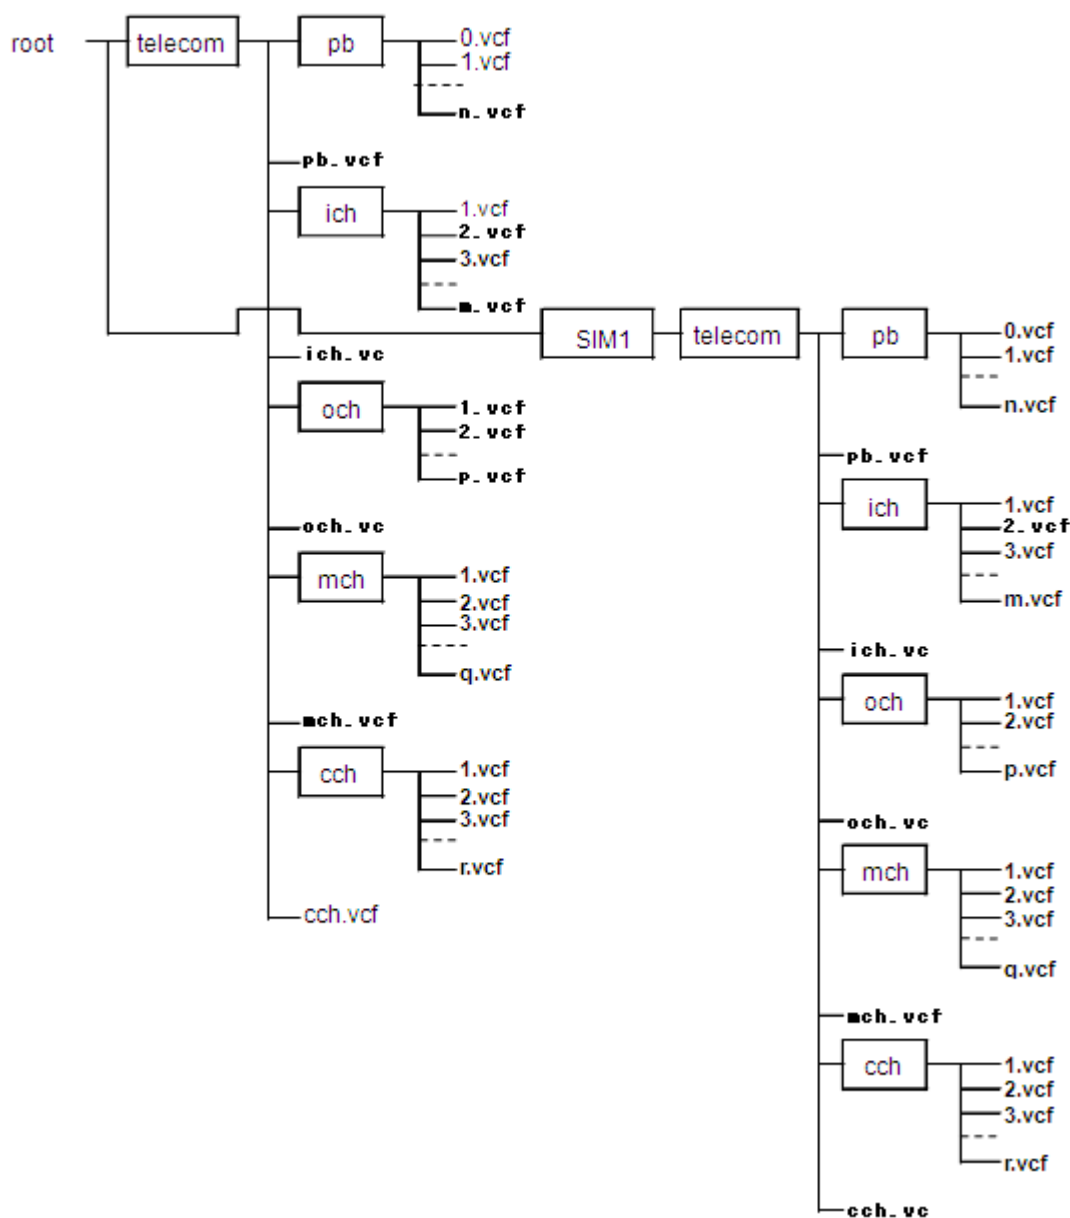 root
telecom
pb
0.vcf
1.vcf
n.vcf
pb.vcf
ich
1.vcf
2.vcf
3.vcf
m.vcf
ich.vc
och
1.vcf
2.vcf
p.vcf
och.vc
mch
1.vcf
2.vcf
3.vcf
q.vcf
mch.vcf
cch
1.vcf
2.vcf
3.vcf
r.vcf
cch.vcf
SIM1
telecom
pb
0.vcf
1.vcf
n.vcf
pb.vcf
ich
1.vcf
2.vcf
3.vcf
m.vcf
ich.vc
och
1.vcf
2.vcf
p.vcf
och.vc
mch
1.vcf
2.vcf
3.vcf
q.vcf
mch.vcf
cch
1.vcf
2.vcf
3.vcf
r.vcf
cch.vc